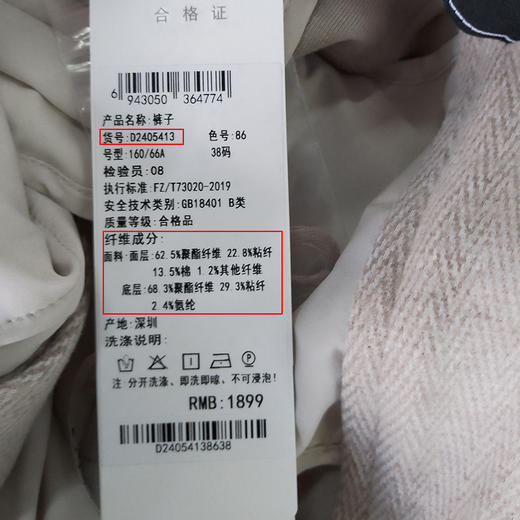 合格证
6 943050 364774
产品名称:裤子
货号:D2405413 色号:86
号型:160/66A 38码
检验员:08
执行标准:FZ/T73020-2019
安全技术类别:GB18401 B类
质量等级:合格品
纤维成分:
面料:面层:62.5%聚酯纤维 22.8%粘纤
13.5%棉 1.2%其他纤维
底层:68.3%聚酯纤维 29.3%粘纤
2.4%氨纶
产地:深圳
洗涤说明:
注:分开洗涤、即洗即晾、不可浸泡!
RMB:1899
D24054138638